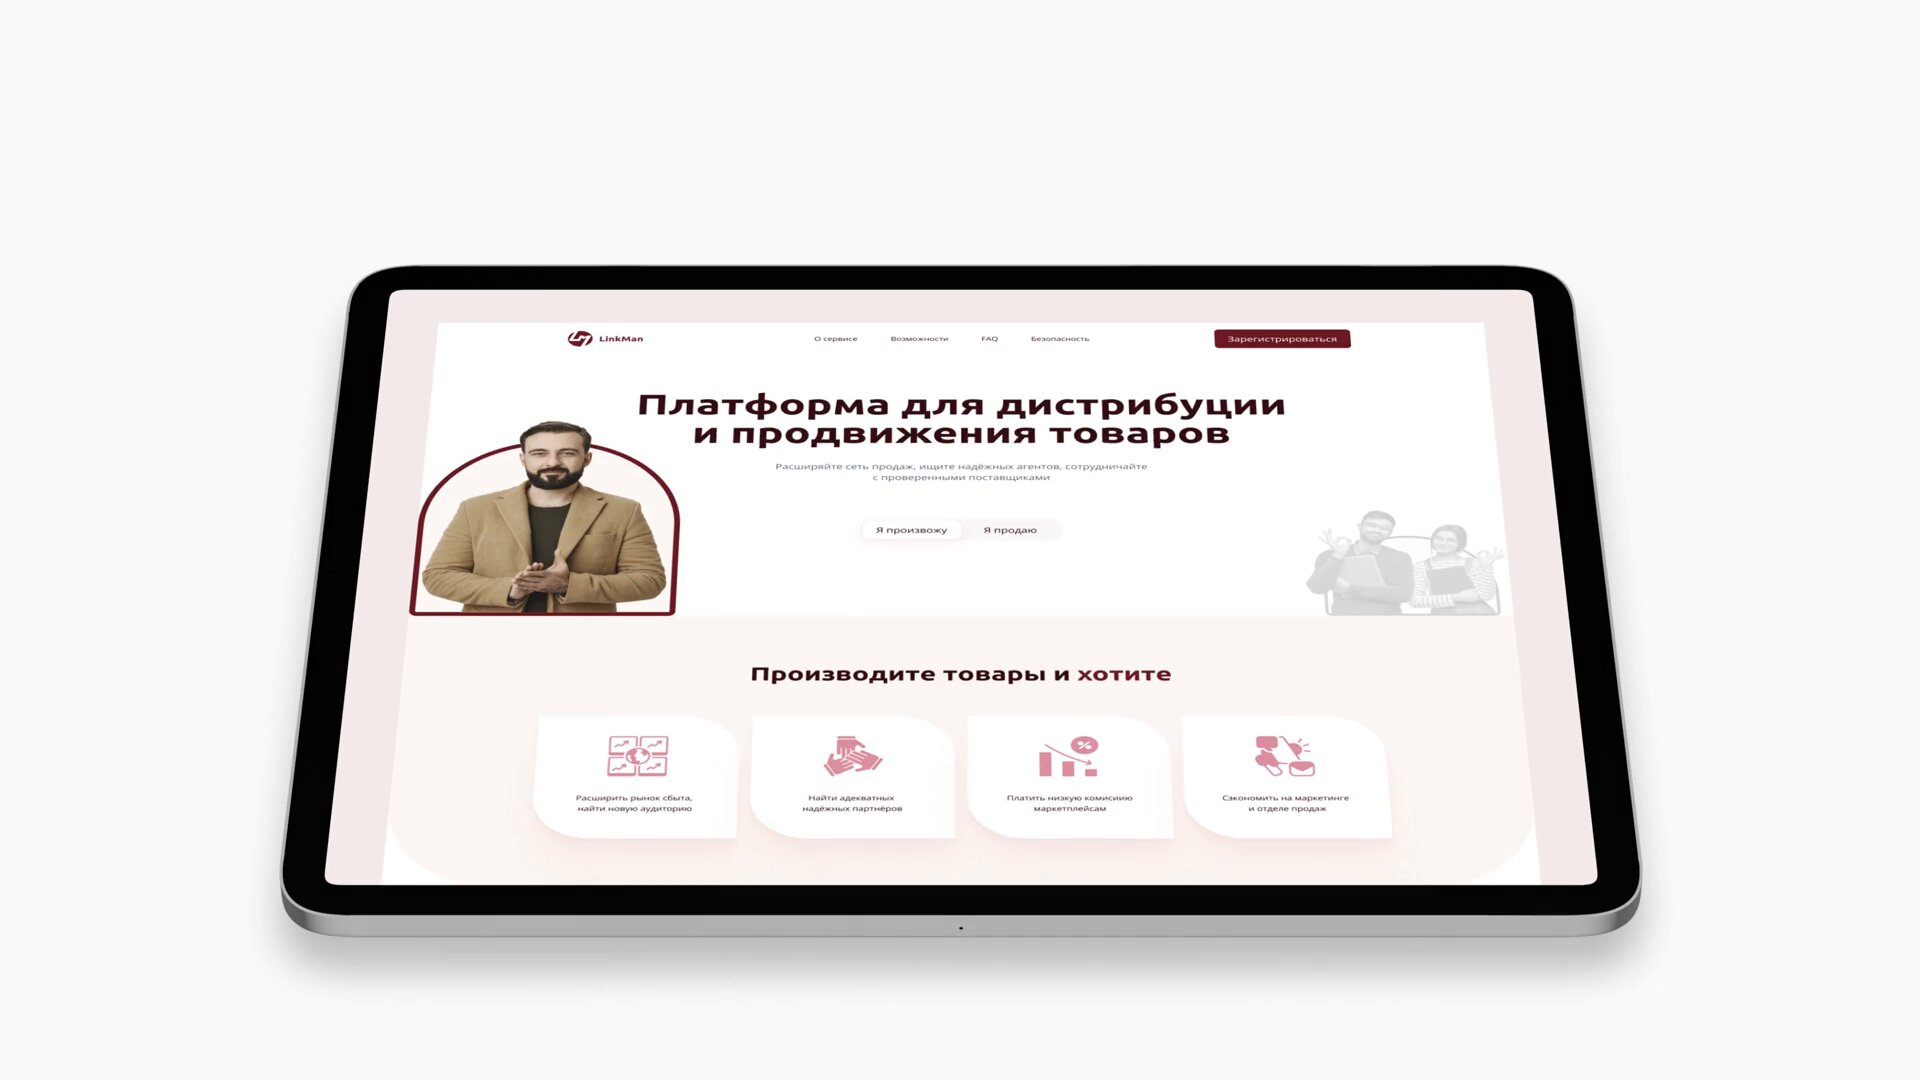 LinkMan
О сервисе
Возможности
FAQ
Безопасность
Зарегистрироваться
Платформа для дистрибуции
и продвижения товаров
Расширяйте сеть продаж, ищите надёжных агентов, сотрудничайте
с проверенными поставщиками
Я произвожу
Я продаю
Производите товары и хотите
Расширить рынок сбыта,
найти новую аудиторию
Найти адекватных
надёжных партнёров
Платить низкую комисиию
маркетплейсам
Сэкономить на маркетинге
и отделе продаж